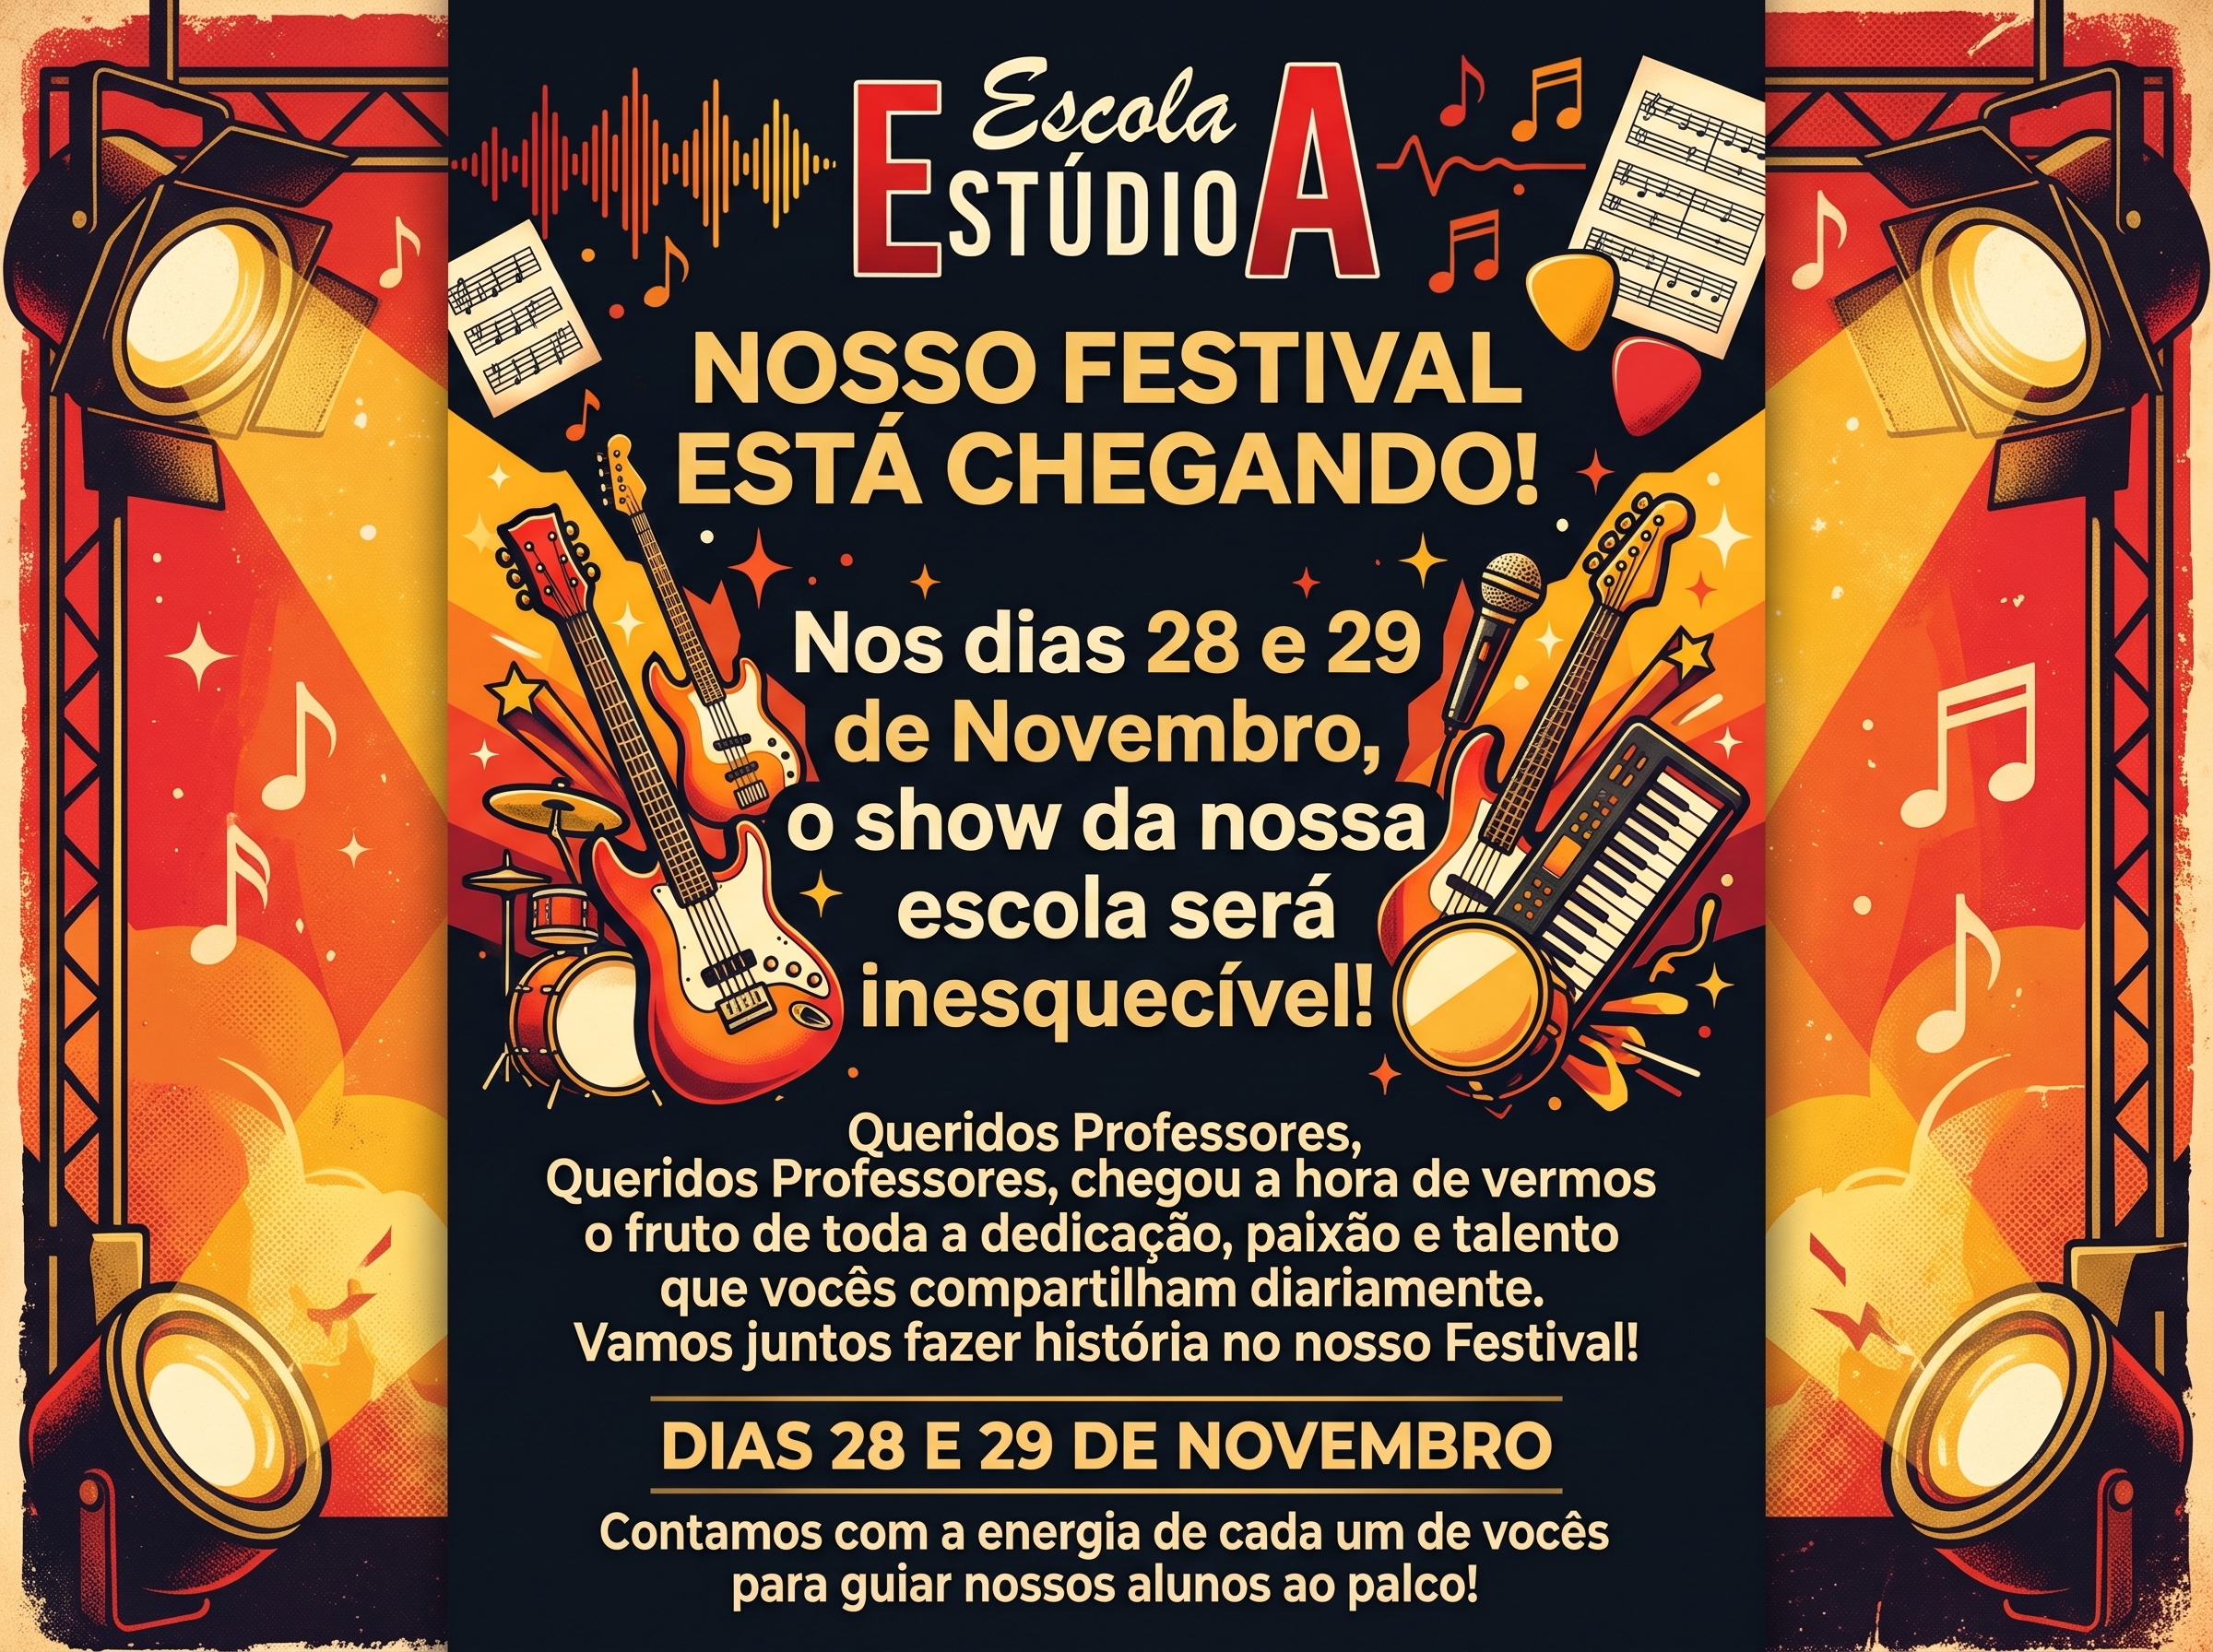 Escola
ESTÚDIO A
NOSSO FESTIVAL
ESTÁ CHEGANDO!
Nos dias 28 e 29
de Novembro,
o show da nossa
escola será
inesquecível!
Queridos Professores,
Queridos Professores, chegou a hora de vermos
o fruto de toda a dedicação, paixão e talento
que vocês compartilham diariamente.
Vamos juntos fazer história no nosso Festival!
DIAS 28 E 29 DE NOVEMBRO
Contamos com a energia de cada um de vocês
para guiar nossos alunos ao palco!